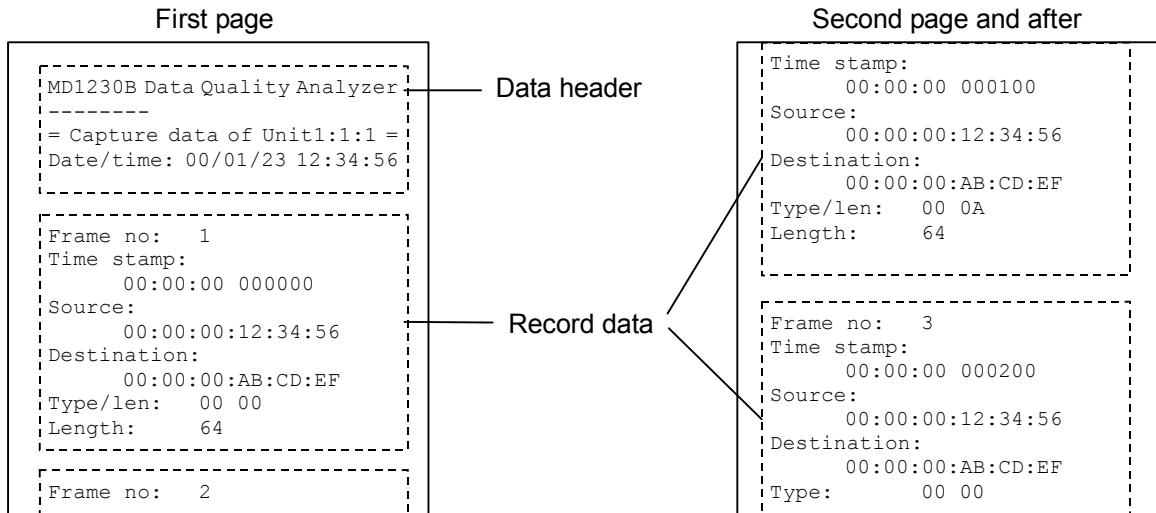 First page
MD1230B Data Quality Analyzer
--------
= Capture data of Unit1:1:1 =
Date/time: 00/01/23 12:34:56
Frame no: 1
Time stamp:
00:00:00 000000
Source:
00:00:00:12:34:56
Destination:
00:00:00:AB:CD:EF
Type/len: 00 00
Length: 64
Frame no: 2
Data header
Record data
Second page and after
Time stamp:
00:00:00 000100
Source:
00:00:00:12:34:56
Destination:
00:00:00:AB:CD:EF
Type/len: 00 0A
Length: 64
Frame no: 3
Time stamp:
00:00:00 000200
Source:
00:00:00:12:34:56
Destination:
00:00:00:AB:CD:EF
Type: 00 00